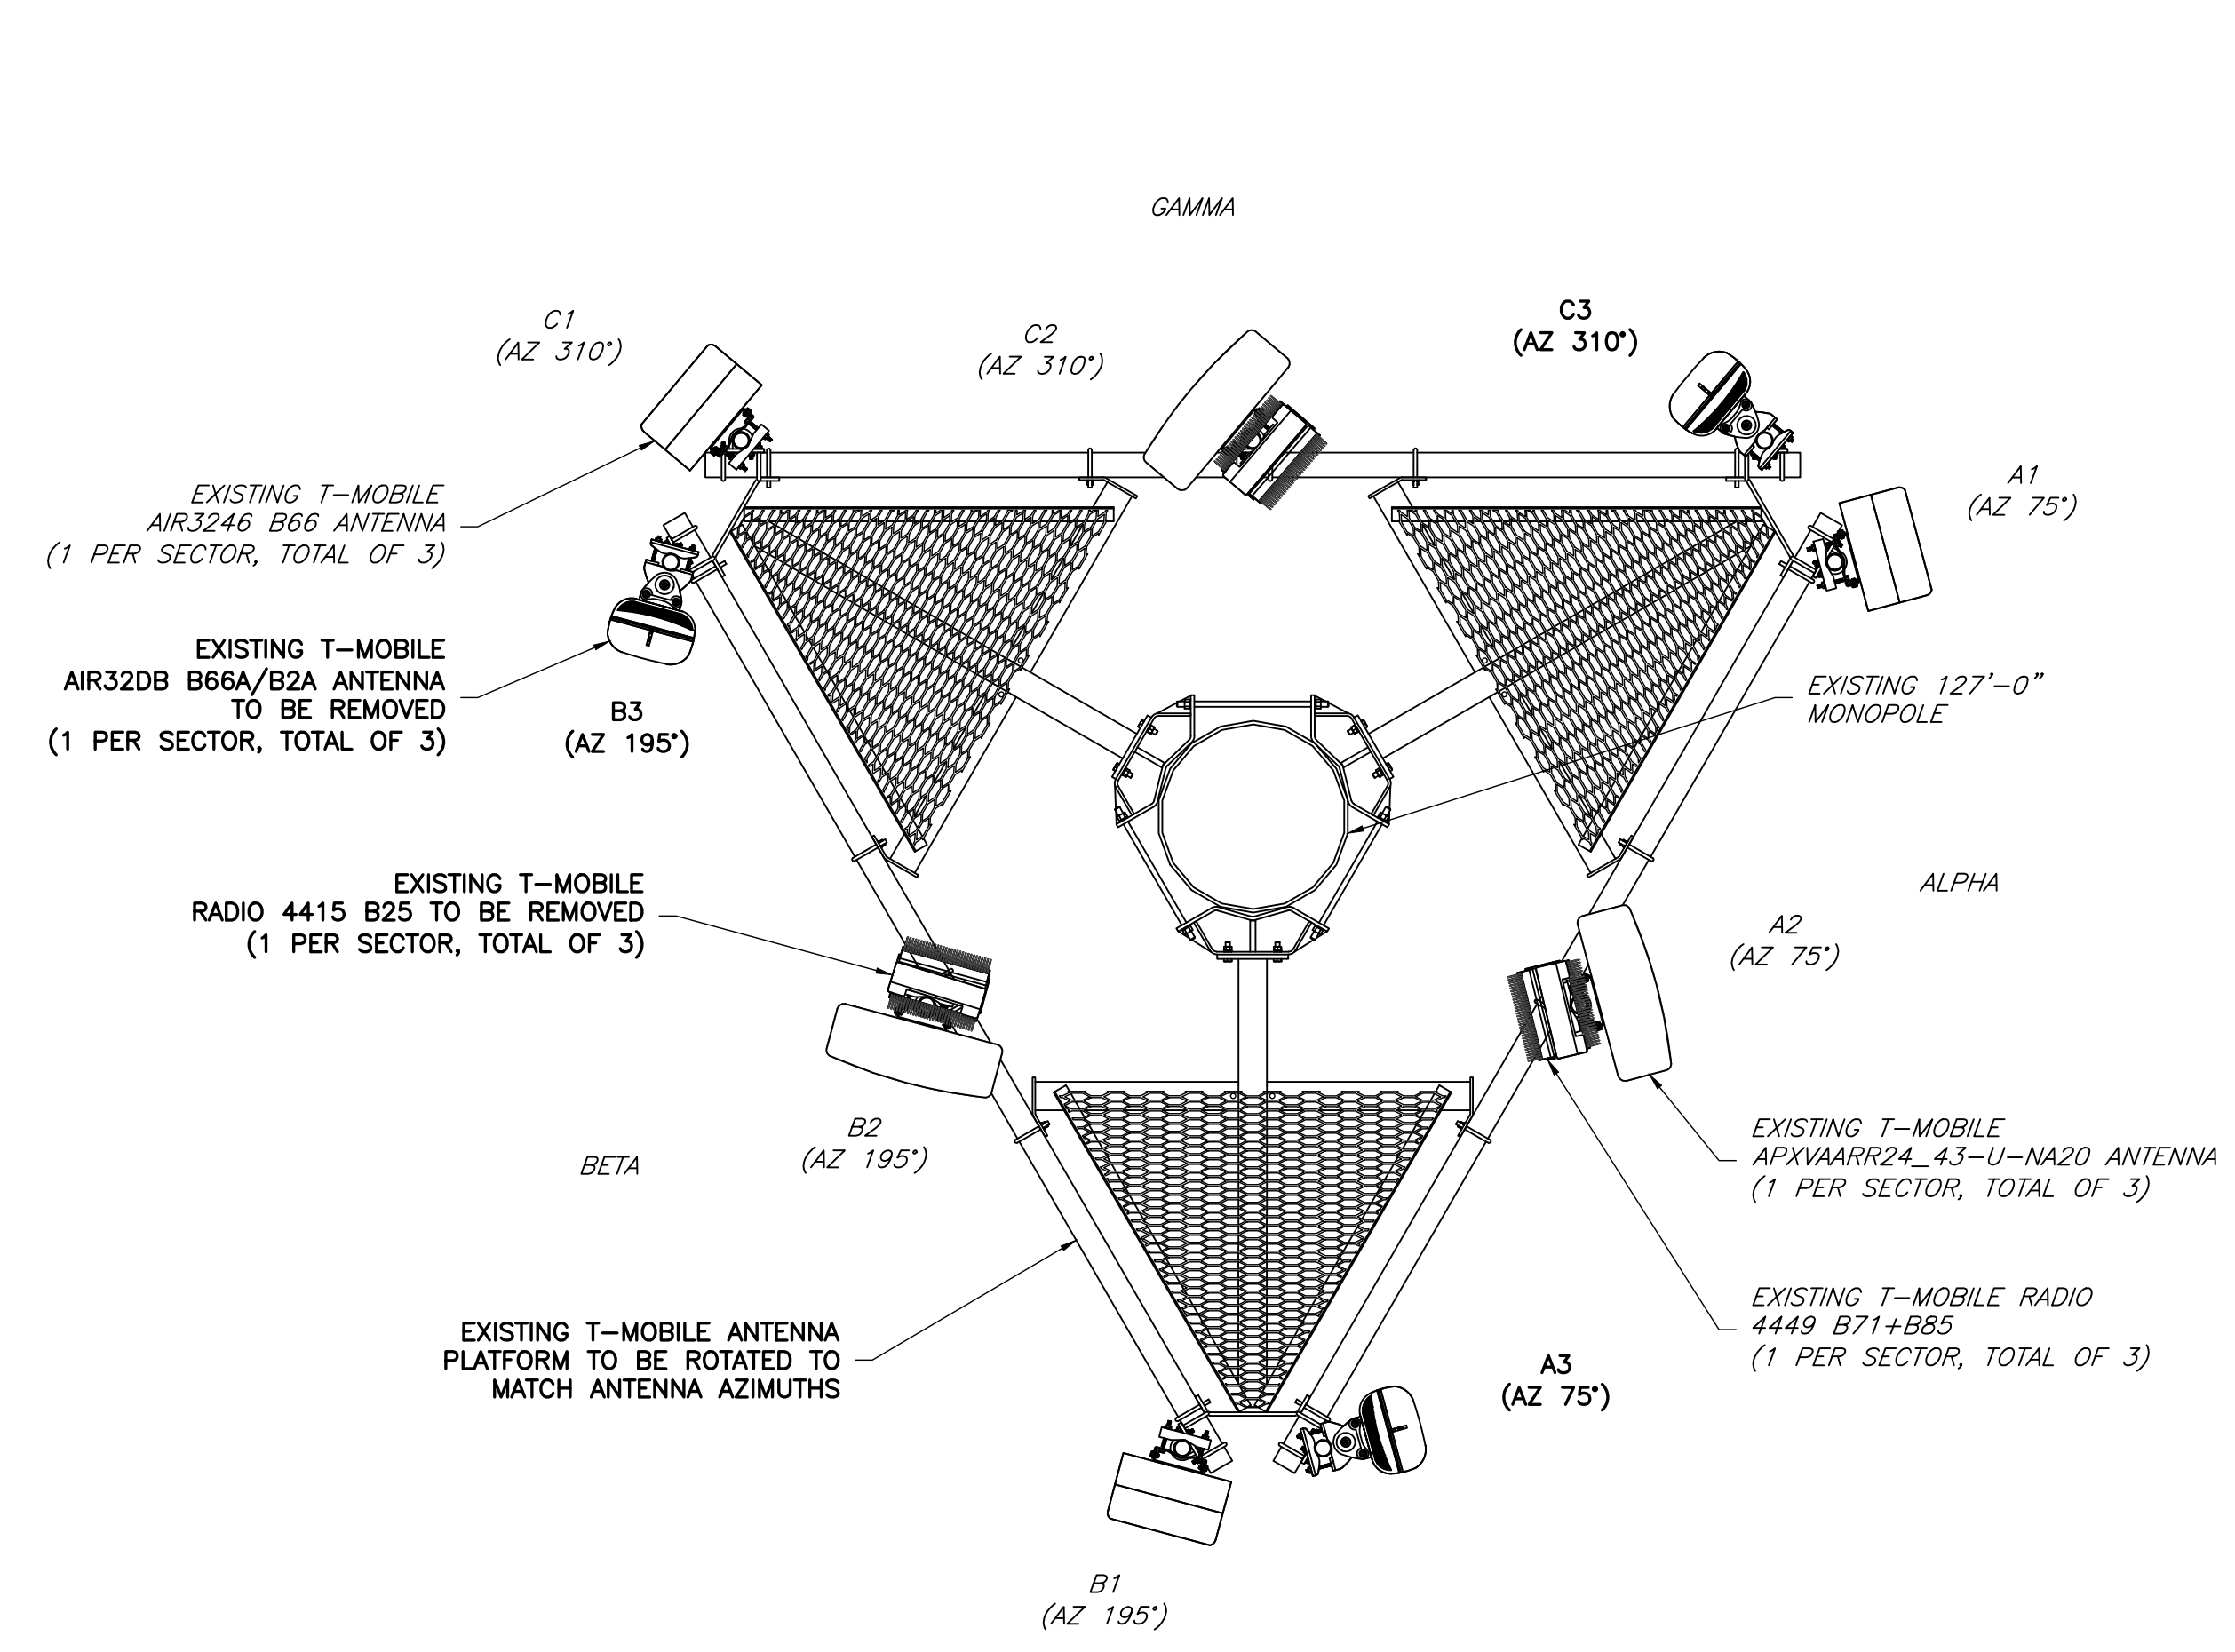 GAMMA
C1
(AZ 310°)
C2
(AZ 310°)
C3
(AZ 310°)
A1
(AZ 75°)
EXISTING T-MOBILE
AIR3246 B66 ANTENNA
(1 PER SECTOR, TOTAL OF 3)
EXISTING T-MOBILE
AIR32DB B66A/B2A ANTENNA
TO BE REMOVED
(1 PER SECTOR, TOTAL OF 3)
B3
(AZ 195°)
EXISTING 127'-0"
MONOPOLE
EXISTING T-MOBILE
RADIO 4415 B25 TO BE REMOVED
(1 PER SECTOR, TOTAL OF 3)
ALPHA
A2
(AZ 75°)
B2
(AZ 195°)
BETA
EXISTING T-MOBILE
APXVAARR24_43-U-NA20 ANTENNA
(1 PER SECTOR, TOTAL OF 3)
EXISTING T-MOBILE RADIO
4449 B71+B85
(1 PER SECTOR, TOTAL OF 3)
EXISTING T-MOBILE ANTENNA
PLATFORM TO BE ROTATED TO
MATCH ANTENNA AZIMUTHS
A3
(AZ 75°)
B1
(AZ 195°)